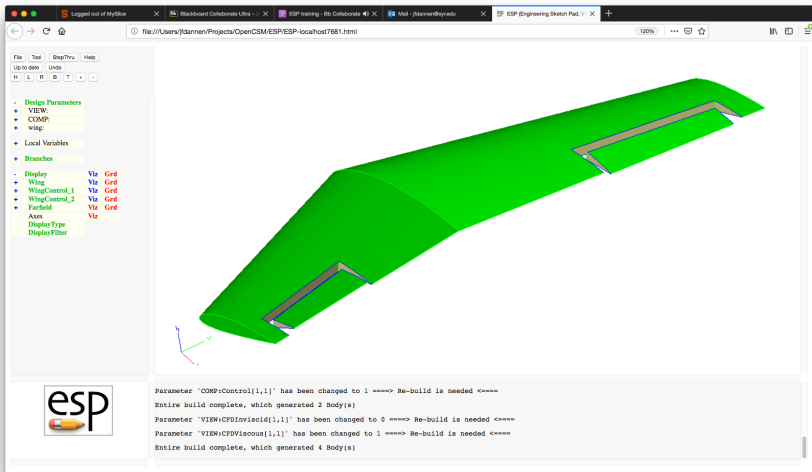 Logged out of MySlice
Blackboard Collaborate Ultra -
ESP training - Bb Collaborate
Mail - jfdannen@syr.edu
ESP (Engineering Sketch Pad, V
file:///Users/jfdannen/Projects/OpenCSM/ESP/ESP-localhost7681.html
120%
File Tool StepThru Help
Up to date Undo
H L R B T + -
- Design Parameters
+ VIEW:
+ COMP:
+ wing:
+ Local Variables
+ Branches
- Display Viz Grd
+ Wing Viz Grd
+ WingControl_1 Viz Grd
+ WingControl_2 Viz Grd
+ Farfield Viz Grd
Axes Viz
DisplayType
DisplayFilter
esp
Parameter 'COMP:Control[1,1]' has been changed to 1 ====> Re-build is needed <====
Entire build complete, which generated 2 Body(s)
Parameter 'VIEW:CFDInviscid[1,1]' has been changed to 0 ====> Re-build is needed <====
Parameter 'VIEW:CFDViscous[1,1]' has been changed to 1 ====> Re-build is needed <====
Entire build complete, which generated 4 Body(s)